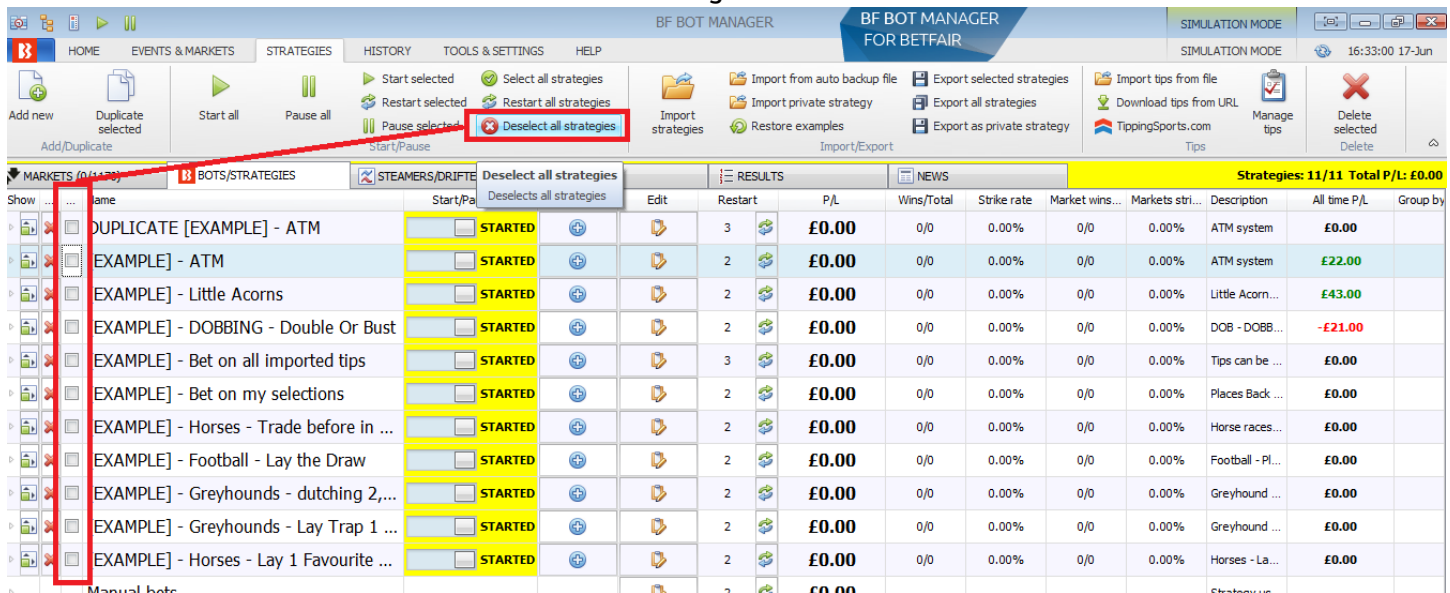 BF BOT MANAGER
BF BOT MANAGER
FOR BETFAIR
SIMULATION MODE
HOME EVENTS & MARKETS STRATEGIES HISTORY TOOLS & SETTINGS HELP SIMULATION MODE 16:33:00 17-Jun
Add new
Duplicate selected
Start all
Pause all
Start selected
Restart selected
Pause selected
Select all strategies
Restart all strategies
Deselect all strategies
Import strategies
Import from auto backup file
Import private strategy
Restore examples
Export selected strategies
Export all strategies
Export as private strategy
Import tips from file
Download tips from URL
TippingSports.com
Manage tips
Delete selected
Add/Duplicate Start/Pause Import/Export Tips Delete
MARKETS (0/1170) BOTS/STRATEGIES STEAMERS/DRIFTE RESULTS NEWS Strategies: 11/11 Total P/L: £0.00
Deselect all strategies
Deselects all strategies
Show ... ... Name Start/Pa Edit Restart P/L Wins/Total Strike rate Market wins... Markets stri... Description All time P/L Group by
DUPLICATE [EXAMPLE] - ATM STARTED 3 £0.00 0/0 0.00% 0/0 0.00% ATM system £0.00
[EXAMPLE] - ATM STARTED 2 £0.00 0/0 0.00% 0/0 0.00% ATM system £22.00
[EXAMPLE] - Little Acorns STARTED 2 £0.00 0/0 0.00% 0/0 0.00% Little Acorn... £43.00
[EXAMPLE] - DOBBING - Double Or Bust STARTED 2 £0.00 0/0 0.00% 0/0 0.00% DOB - DOBB... -£21.00
[EXAMPLE] - Bet on all imported tips STARTED 3 £0.00 0/0 0.00% 0/0 0.00% Tips can be ... £0.00
[EXAMPLE] - Bet on my selections STARTED 2 £0.00 0/0 0.00% 0/0 0.00% Places Back ... £0.00
[EXAMPLE] - Horses - Trade before in ... STARTED 2 £0.00 0/0 0.00% 0/0 0.00% Horse races... £0.00
[EXAMPLE] - Football - Lay the Draw STARTED 2 £0.00 0/0 0.00% 0/0 0.00% Football - Pl... £0.00
[EXAMPLE] - Greyhounds - dutching 2,... STARTED 2 £0.00 0/0 0.00% 0/0 0.00% Greyhound ... £0.00
[EXAMPLE] - Greyhounds - Lay Trap 1 ... STARTED 2 £0.00 0/0 0.00% 0/0 0.00% Greyhound ... £0.00
[EXAMPLE] - Horses - Lay 1 Favourite ... STARTED 2 £0.00 0/0 0.00% 0/0 0.00% Horses - La... £0.00
Manual bots 2 £0.00 Strategy us...